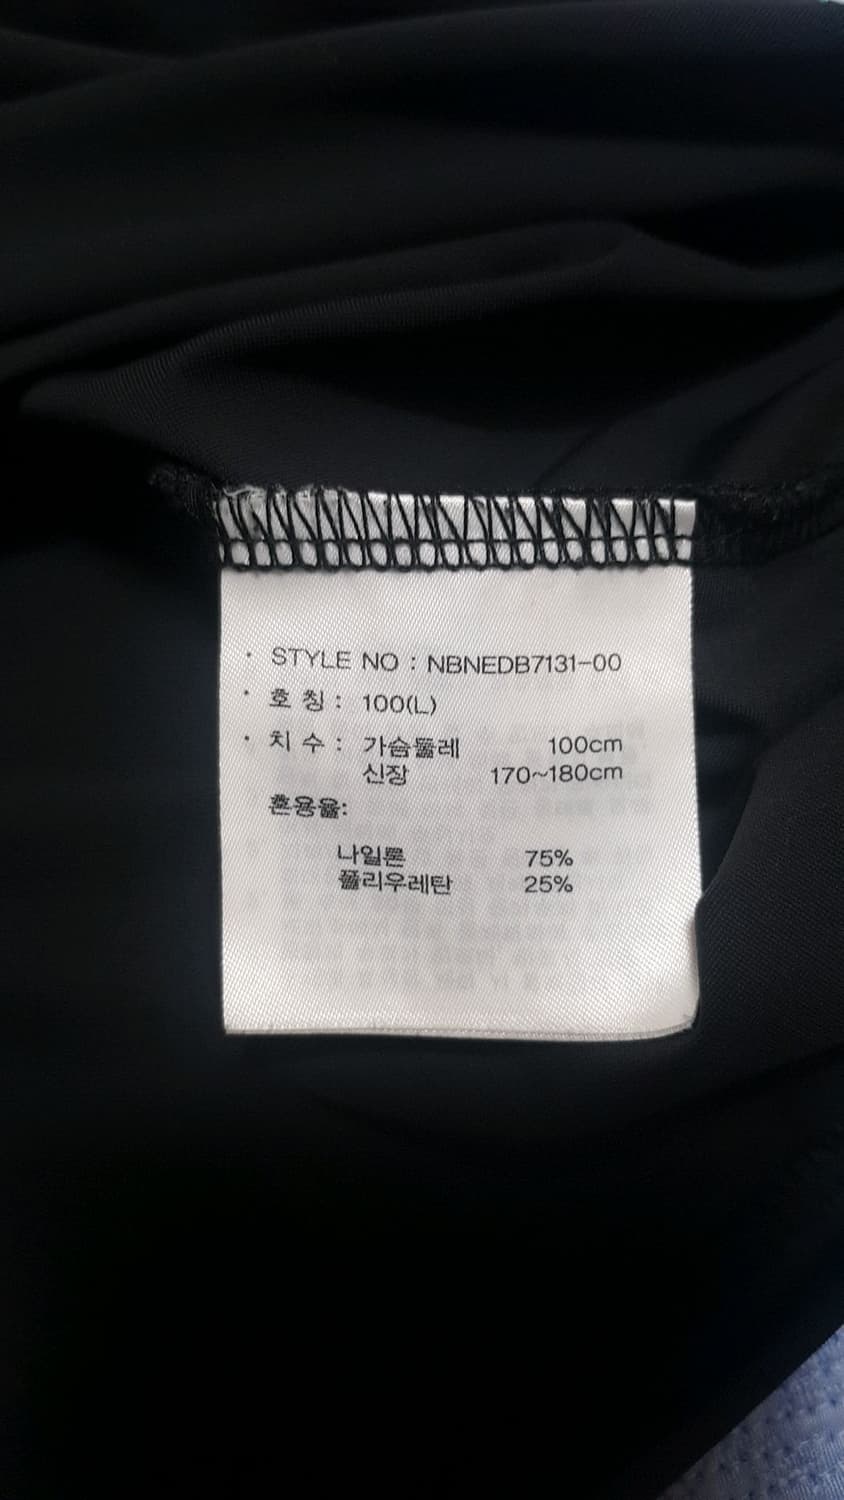 · STYLE NO : NBNEDB7131-00
· 호 칭 : 100(L)
· 치 수 : 가슴둘레 100cm
신장 170~180cm
혼용율:
나일론 75%
폴리우레탄 25%